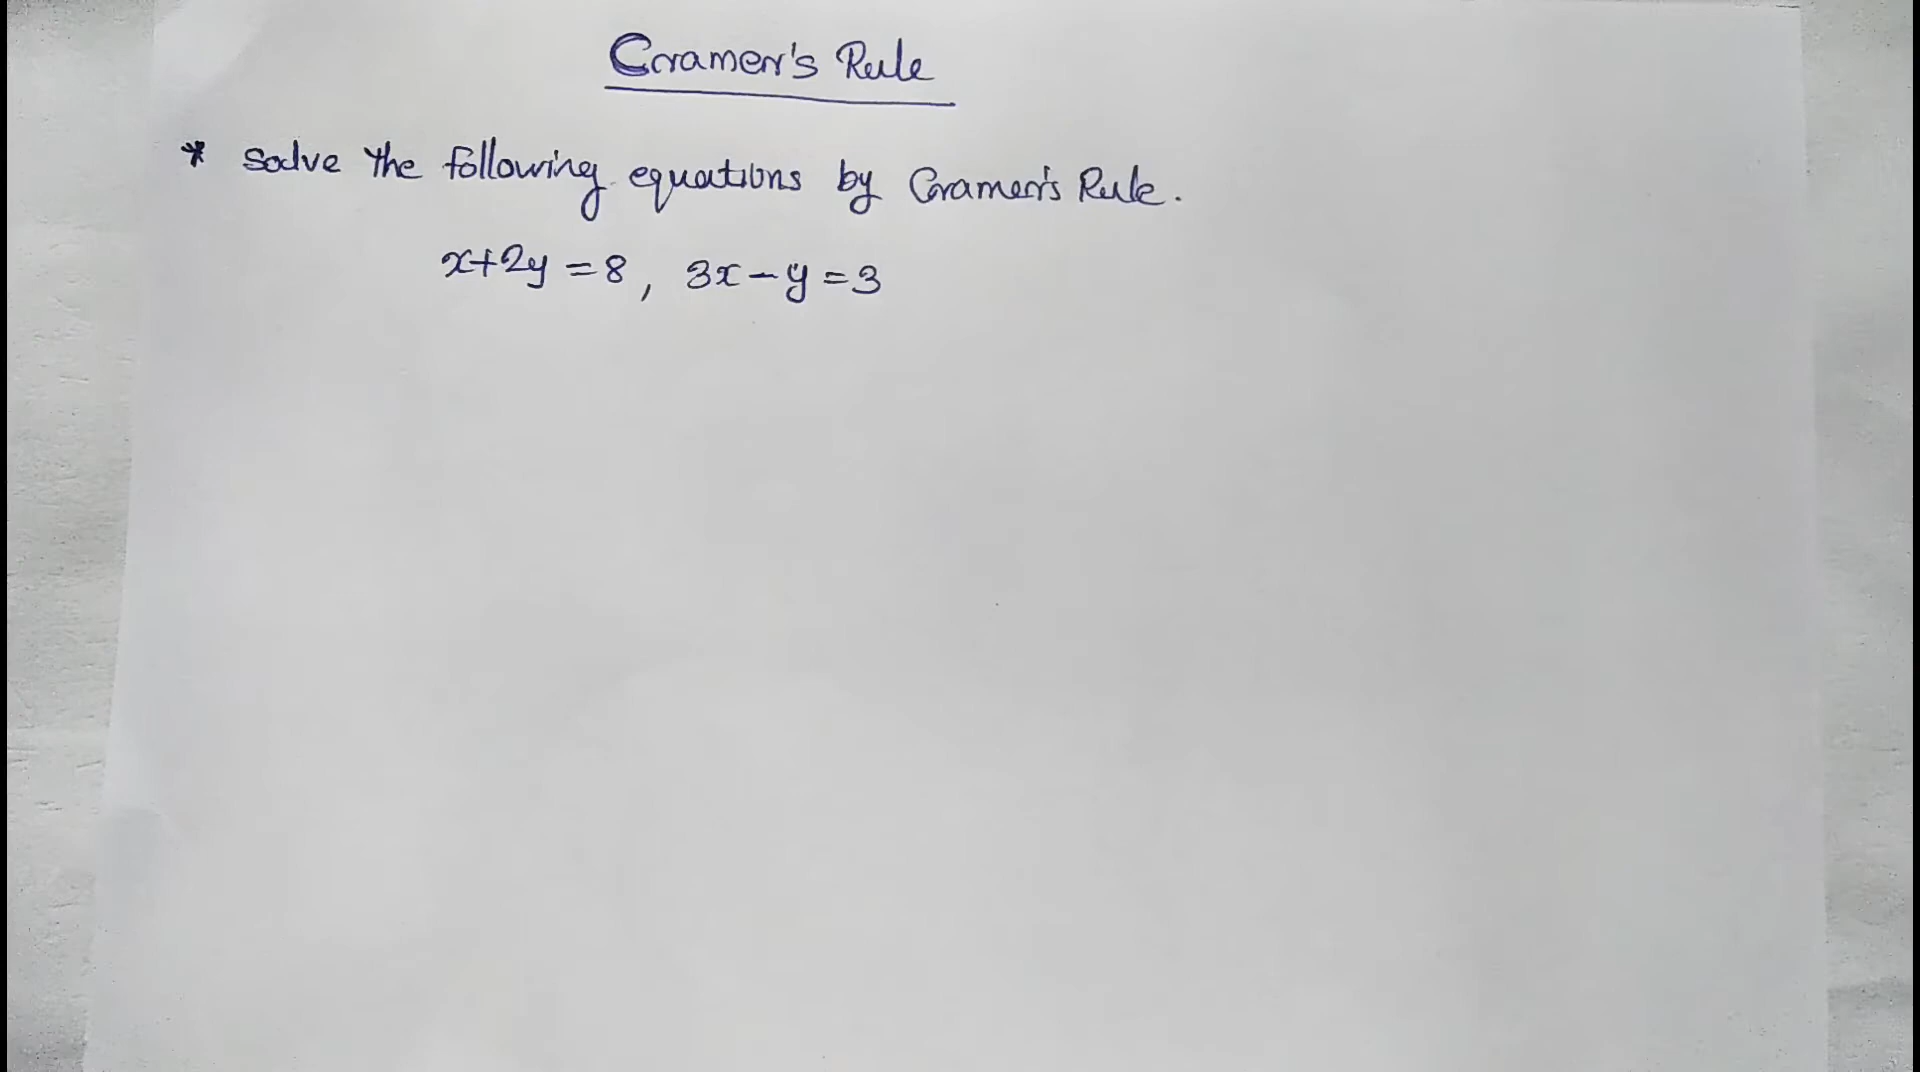 Cramer's Rule
* Solve the following equations by Cramer's Rule.
x+2y=8, 3x-y=3